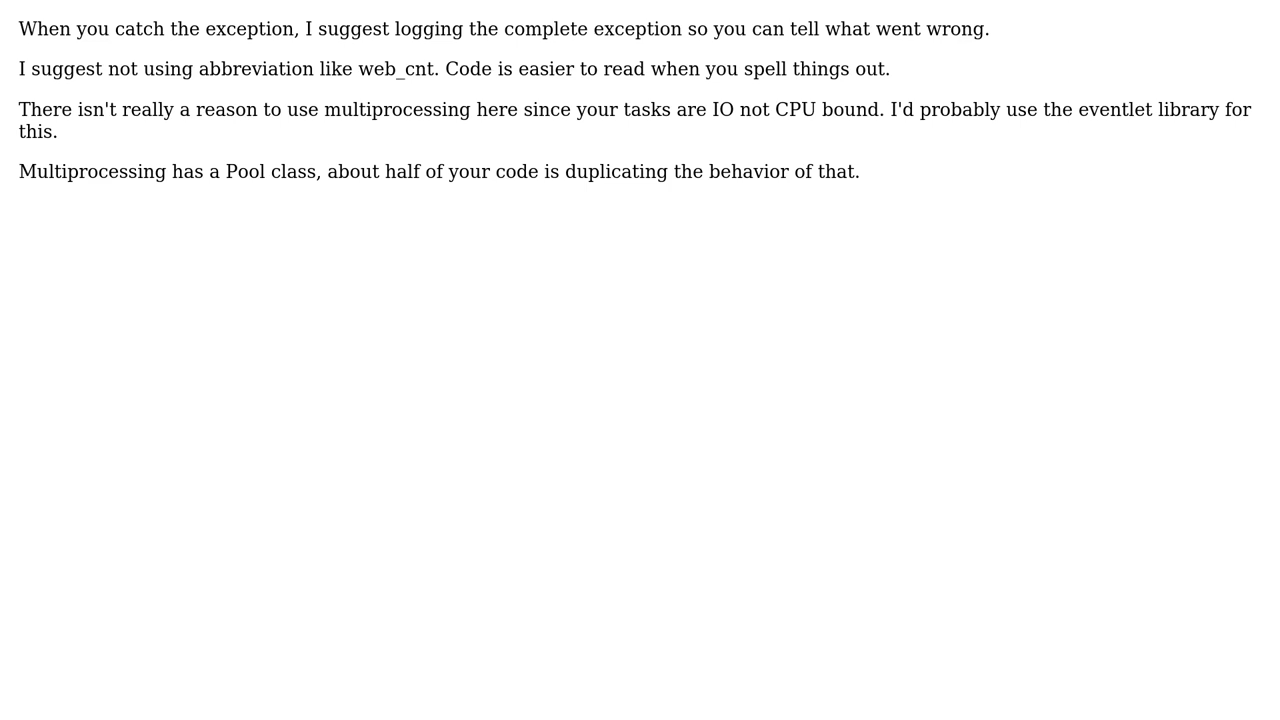 When you catch the exception, I suggest logging the complete exception so you can tell what went wrong.
I suggest not using abbreviation like web_cnt. Code is easier to read when you spell things out.
There isn't really a reason to use multiprocessing here since your tasks are IO not CPU bound. I'd probably use the eventlet library for
this.
Multiprocessing has a Pool class, about half of your code is duplicating the behavior of that.